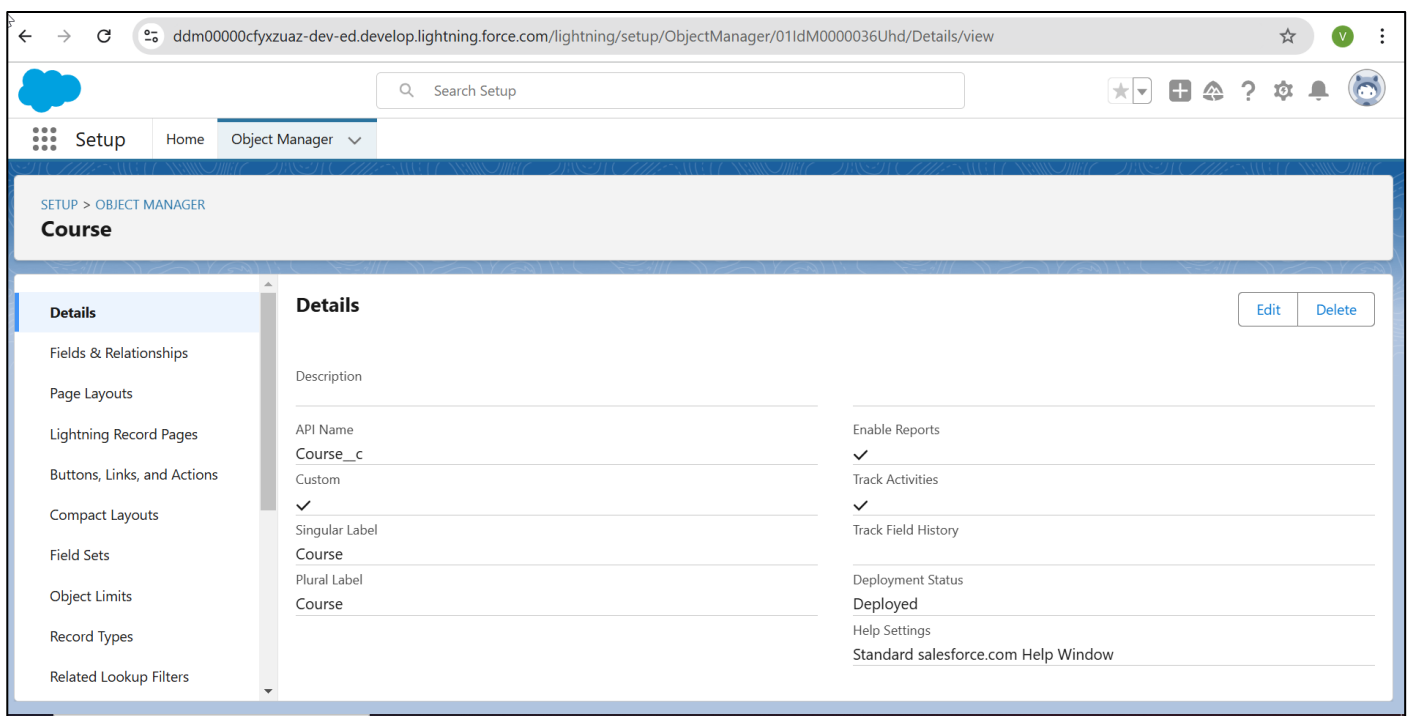 ddm00000cfyxzuaz-dev-ed.develop.lightning.force.com/lightning/setup/ObjectManager/01IdM0000036Uhd/Details/view
V
Search Setup
Setup
Home
Object Manager
SETUP > OBJECT MANAGER
Course
Details
Fields & Relationships
Page Layouts
Lightning Record Pages
Buttons, Links, and Actions
Compact Layouts
Field Sets
Object Limits
Record Types
Related Lookup Filters
Details
Edit
Delete
Description
API Name
Course__c
Custom
Singular Label
Course
Plural Label
Course
Enable Reports
Track Activities
Track Field History
Deployment Status
Deployed
Help Settings
Standard salesforce.com Help Window